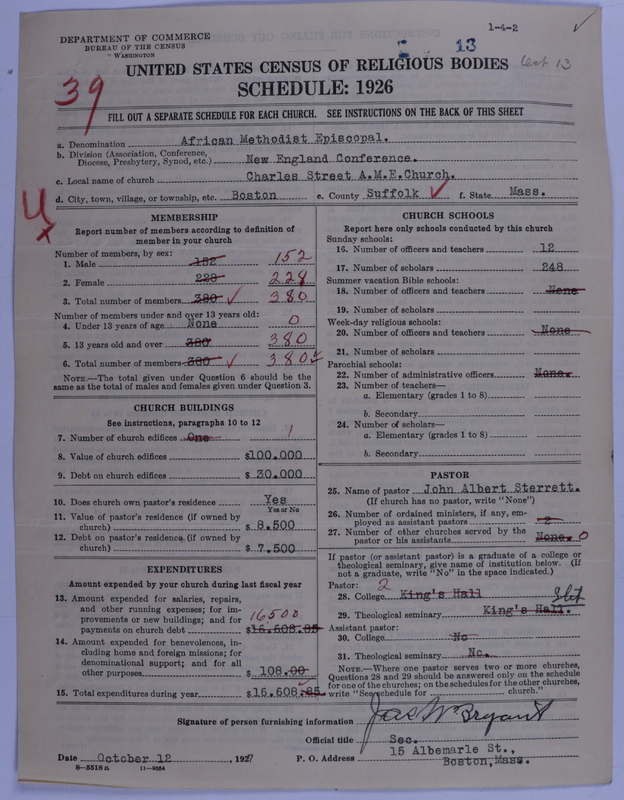 DEPARTMENT OF COMMERCE
BUREAU OF THE CENSUS
WASHINGTON
1-4-2
13
UNITED STATES CENSUS OF RELIGIOUS BODIES
SCHEDULE: 1926
39
FILL OUT A SEPARATE SCHEDULE FOR EACH CHURCH. SEE INSTRUCTIONS ON THE BACK OF THIS SHEET
a. Denomination African Methodist Episcopal.
b. Division (Association, Conference, Diocese, Presbytery, Synod, etc.) New England Conference.
c. Local name of church Charles Street A.M.E.Church.
d. City, town, village, or township, etc. Boston e. County Suffolk f. State Mass.
MEMBERSHIP
Report number of members according to definition of
member in your church
Number of members, by sex:
1. Male 152 152
2. Female 228 228
3. Total number of members 380 380
Number of members under and over 13 years old:
4. Under 13 years of age None 0
5. 13 years old and over 380 380
6. Total number of members 380 380
NOTE.—The total given under Question 6 should be the
same as the total of males and females given under Question 3.
CHURCH BUILDINGS
See instructions, paragraphs 10 to 12
7. Number of church edifices One 1
8. Value of church edifices $100.000
9. Debt on church edifices $ 30.000
10. Does church own pastor's residence Yes
Yes or No
11. Value of pastor's residence (if owned by
church) $ 8.500
12. Debt on pastor's residence (if owned by
church) $ 7.500
EXPENDITURES
Amount expended by your church during last fiscal year
13. Amount expended for salaries, repairs,
and other running expenses; for im-
provements or new buildings; and for 16500
payments on church debt $16.608.85
14. Amount expended for benevolences, in-
cluding home and foreign missions; for
denominational support; and for all
other purposes $ 108.00
15. Total expenditures during year $16.608.85
CHURCH SCHOOLS
Report here only schools conducted by this church
Sunday schools:
16. Number of officers and teachers 12
17. Number of scholars 248
Summer vacation Bible schools:
18. Number of officers and teachers None
19. Number of scholars
Week-day religious schools:
20. Number of officers and teachers None
21. Number of scholars
Parochial schools:
22. Number of administrative officers None.
23. Number of teachers—
a. Elementary (grades 1 to 8)
b. Secondary
24. Number of scholars—
a. Elementary (grades 1 to 8)
b. Secondary
PASTOR
25. Name of pastor John Albert Sterrett.
(If church has no pastor, write "None")
26. Number of ordained ministers, if any, em-
ployed as assistant pastors 2
27. Number of other churches served by the
pastor or his assistants None. 0
If pastor (or assistant pastor) is a graduate of a college or
theological seminary, give name of institution below. (If
not a graduate, write "No" in the space indicated.)
Pastor: 2
28. College King's Hall
29. Theological seminary King's Hall.
Assistant pastor:
30. College No
31. Theological seminary No.
NOTE.—Where one pastor serves two or more churches,
Questions 28 and 29 should be answered only on the schedule
for one of the churches; on the schedules for the other churches,
write "See schedule for church."
Signature of person furnishing information Jas W Bryant
Official title Sec.
Date October 12, 1927 P. O. Address 15 Albemarle St.,
Boston,Mass.
8-5518a 11-9054